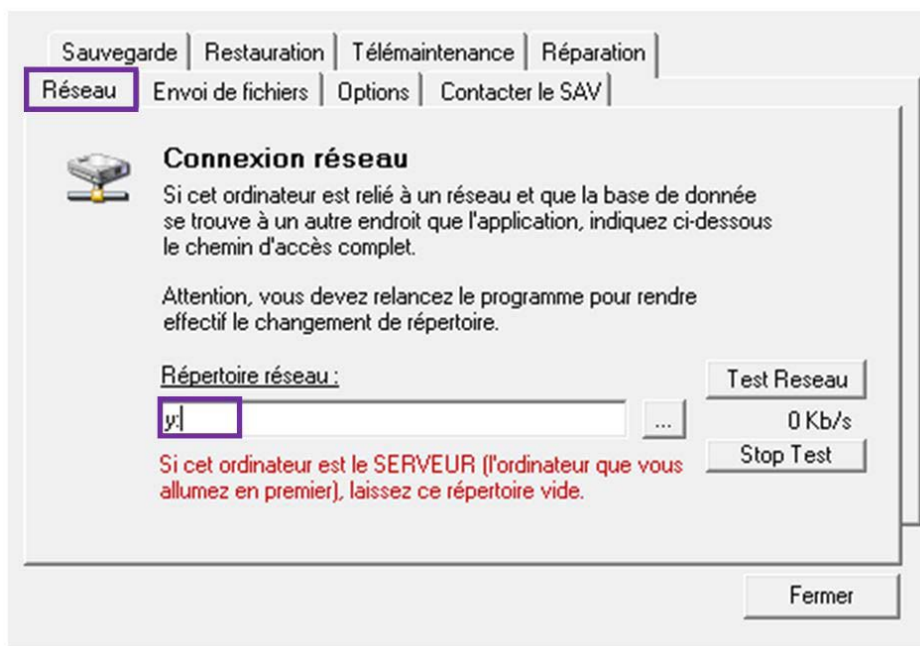 Sauvegarde Restauration Télémaintenance Réparation
Réseau Envoi de fichiers Options Contacter le SAV
Connexion réseau
Si cet ordinateur est relié à un réseau et que la base de donnée
se trouve à un autre endroit que l'application, indiquez ci-dessous
le chemin d'accès complet.
Attention, vous devez relancez le programme pour rendre
effectif le changement de répertoire.
Répertoire réseau :
Test Reseau
y:
...
0 Kb/s
Stop Test
Si cet ordinateur est le SERVEUR (l'ordinateur que vous
allumez en premier), laissez ce répertoire vide.
Fermer